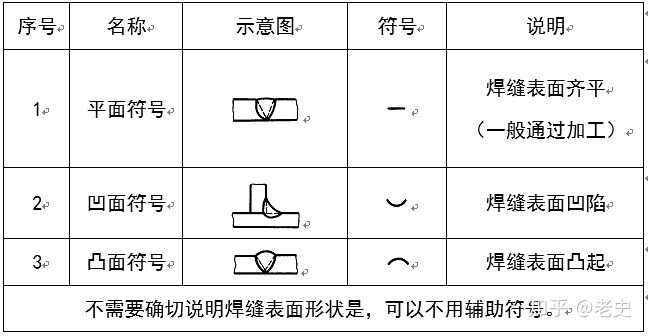 序号 名称 示意图 符号 说明
1 平面符号 焊缝表面齐平
（一般通过加工）
2 凹面符号 焊缝表面凹陷
3 凸面符号 焊缝表面凸起
不需要确切说明焊缝表面形状是，可以不用辅助符号。
知乎 @老史